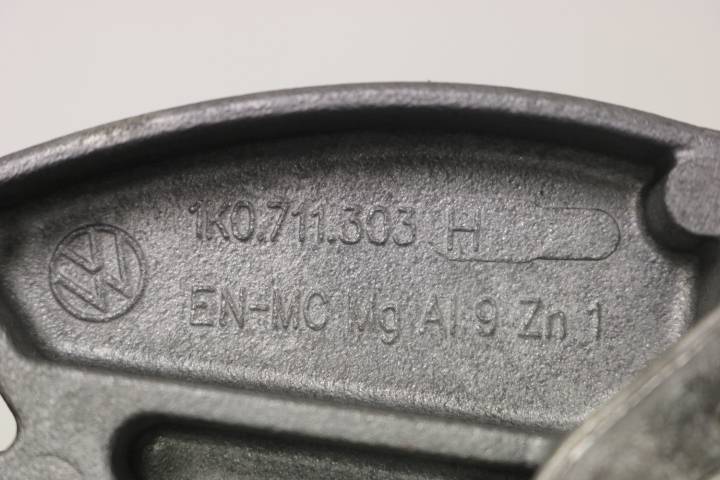 1K0.711.303 H
EN-MC Mg Al 9 Zn 1